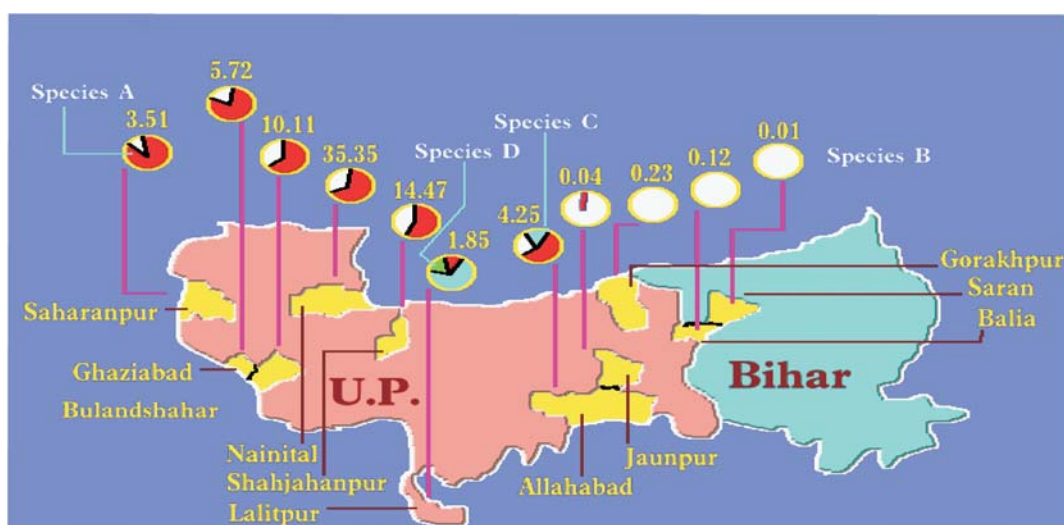 5.72
Species A
3.51
10.11
Species C
0.01
35.35
Species D
0.12
Species B
0.04
0.23
14.47
4.25
1.85
Gorakhpur
Saran
Saharanpur
Balia
Ghaziabad
Bihar
U.P.
Bulandshahar
Nainital
Jaunpur
Shahjahanpur
Allahabad
Lalitpur